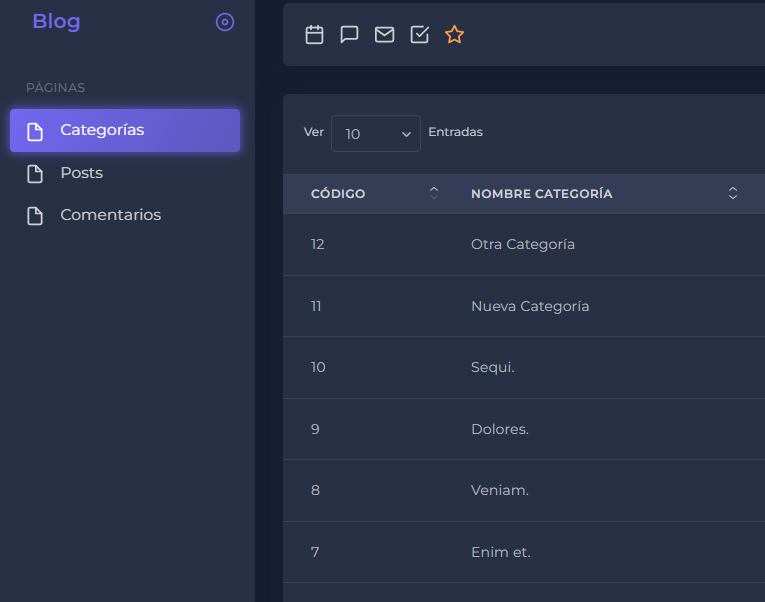 Blog
PÁGINAS
Categorías
Posts
Comentarios
Ver 10 Entradas
CÓDIGO NOMBRE CATEGORÍA
12 Otra Categoría
11 Nueva Categoría
10 Sequi.
9 Dolores.
8 Veniam.
7 Enim et.